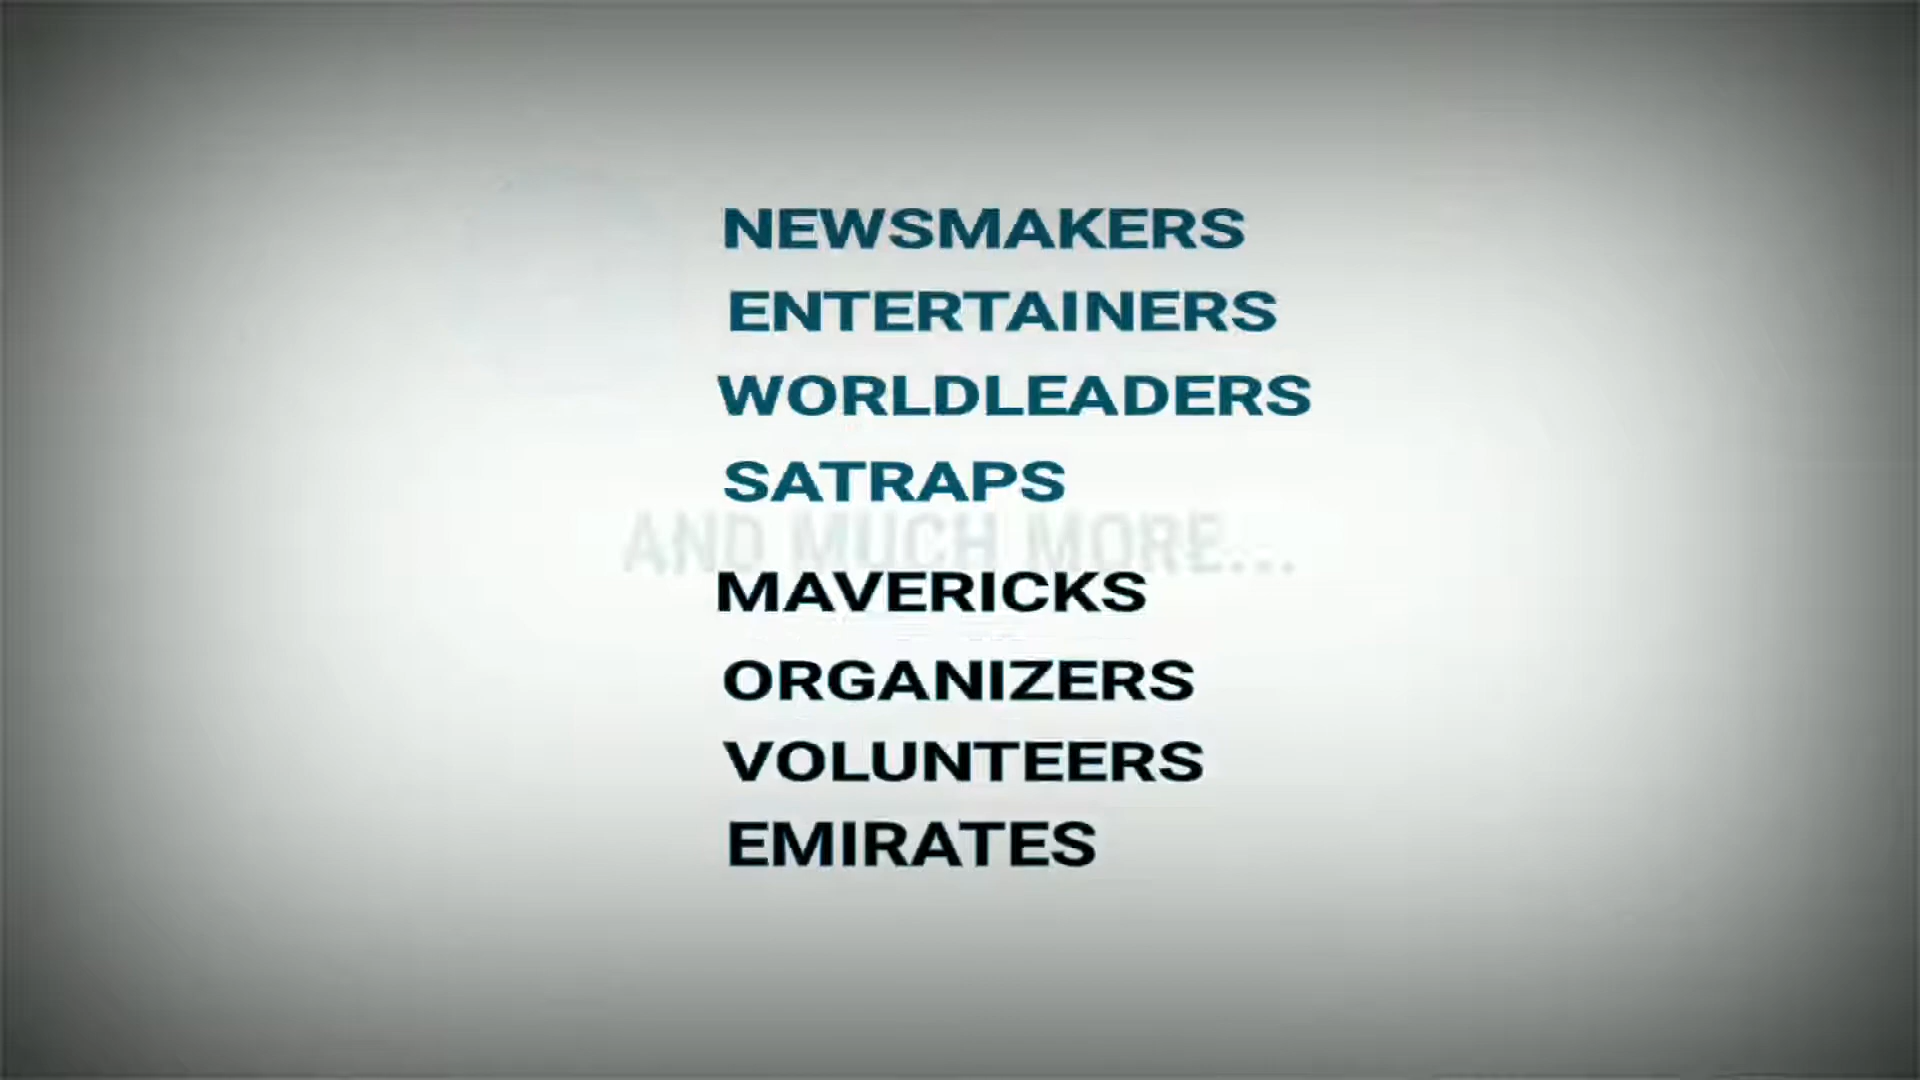 NEWSMAKERS
ENTERTAINERS
WORLDLEADERS
SATRAPS
AND MUCH MORE...
MAVERICKS
ORGANIZERS
VOLUNTEERS
EMIRATES